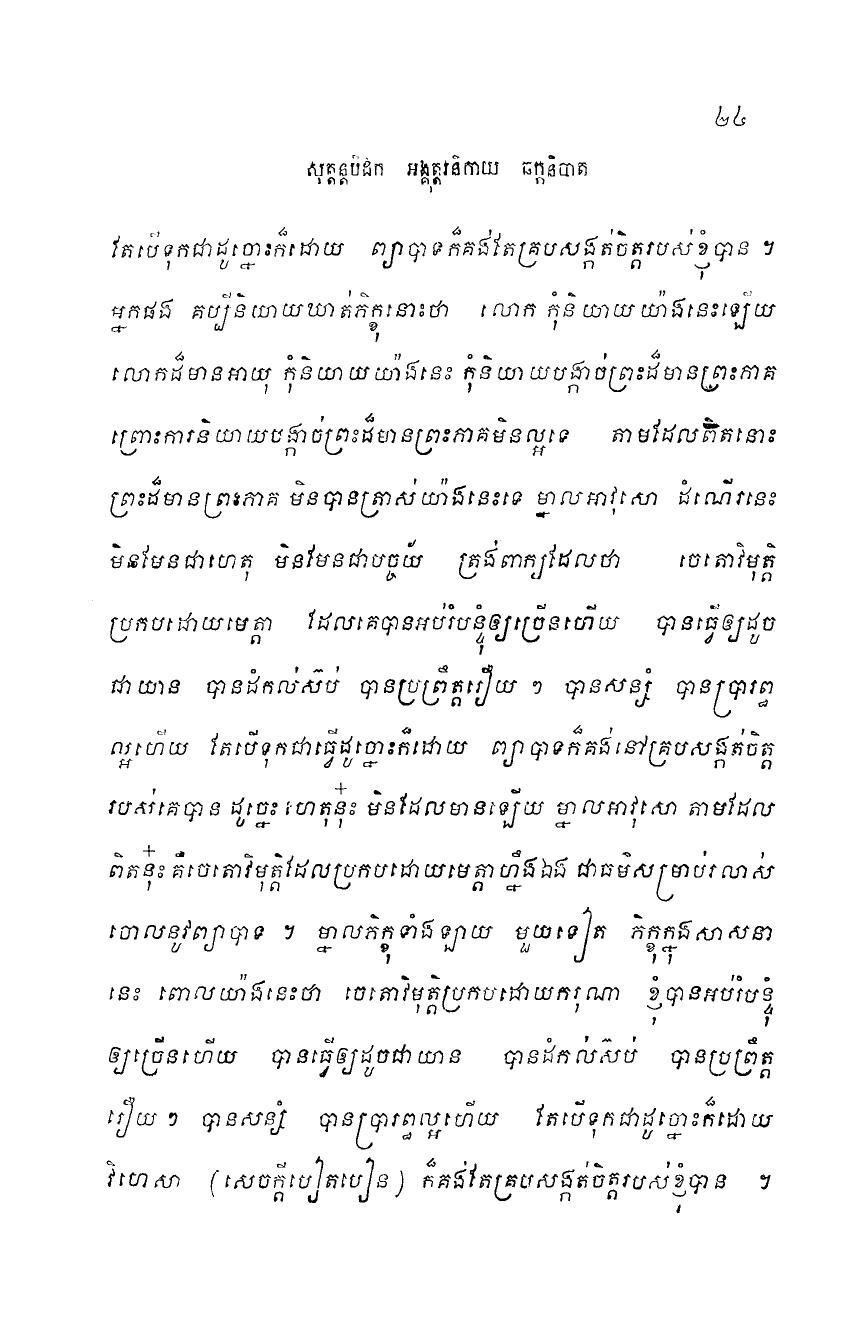 ២៤
សុត្តន្តបិដក អង្គុត្តរនិកាយ ឆក្កនិបាត
តែបើទុកជាដូច្នោះក៏ដោយ ព្យាបាទក៏គង់តែគ្របសង្កត់ចិត្តរបស់ខ្ញុំបាន ។
អ្នកផង គប្បីនិយាយឃាត់ភិក្ខុនោះថា លោក កុំនិយាយយ៉ាងនេះឡើយ
លោកដ៏មានអាយុ កុំនិយាយយ៉ាងនេះ កុំនិយាយបង្កាច់ព្រះដ៏មានព្រះភាគ
ព្រោះការនិយាយបង្កាច់ព្រះដ៏មានព្រះភាគមិនល្អទេ តាមដែលពិតនោះ
ព្រះដ៏មានព្រះភាគ មិនបានត្រាស់យ៉ាងនេះទេ ម្នាលអាវុសោ ដំណើរនេះ
មិនមែនជាហេតុ មិនមែនជាបច្ច័យ ត្រង់ពាក្យដែលថា ចេតោវិមុត្តិ
ប្រកបដោយមេត្តា ដែលគេបានអប់រំបន្ទុំឲ្យច្រើនហើយ បានធ្វើឲ្យដូច
ជាយាន បានដំកល់ស៊ប់ បានប្រព្រឹត្តរឿយ ៗ បានសន្សំ បានប្រារព្ធ
ល្អហើយ តែបើទុកជាធ្វើដូច្នោះក៏ដោយ ព្យាបាទក៏គង់នៅគ្របសង្កត់ចិត្ត
របស់គេបាន ដូច្នេះ ហេតុនុ៎ះ មិនដែលមានឡើយ ម្នាលអាវុសោ តាមដែល
ពិតនុ៎ះ គឺចេតោវិមុត្តិដែលប្រកបដោយមេត្តាហ្នឹងឯង ជាធម៌សម្រាប់រលាស់
ចោលនូវព្យាបាទ ។ ម្នាលភិក្ខុទាំងឡាយ មួយទៀត ភិក្ខុក្នុងសាសនា
នេះ ពោលយ៉ាងនេះថា ចេតោវិមុត្តិប្រកបដោយករុណា ខ្ញុំបានអប់រំបន្ទុំ
ឲ្យច្រើនហើយ បានធ្វើឲ្យដូចជាយាន បានដំកល់ស៊ប់ បានប្រព្រឹត្ត
រឿយ ៗ បានសន្សំ បានប្រារព្ធល្អហើយ តែបើទុកជាដូច្នោះក៏ដោយ
វិហេសា (សេចក្តីបៀតបៀន) ក៏គង់តែគ្របសង្កត់ចិត្តរបស់ខ្ញុំបាន ។